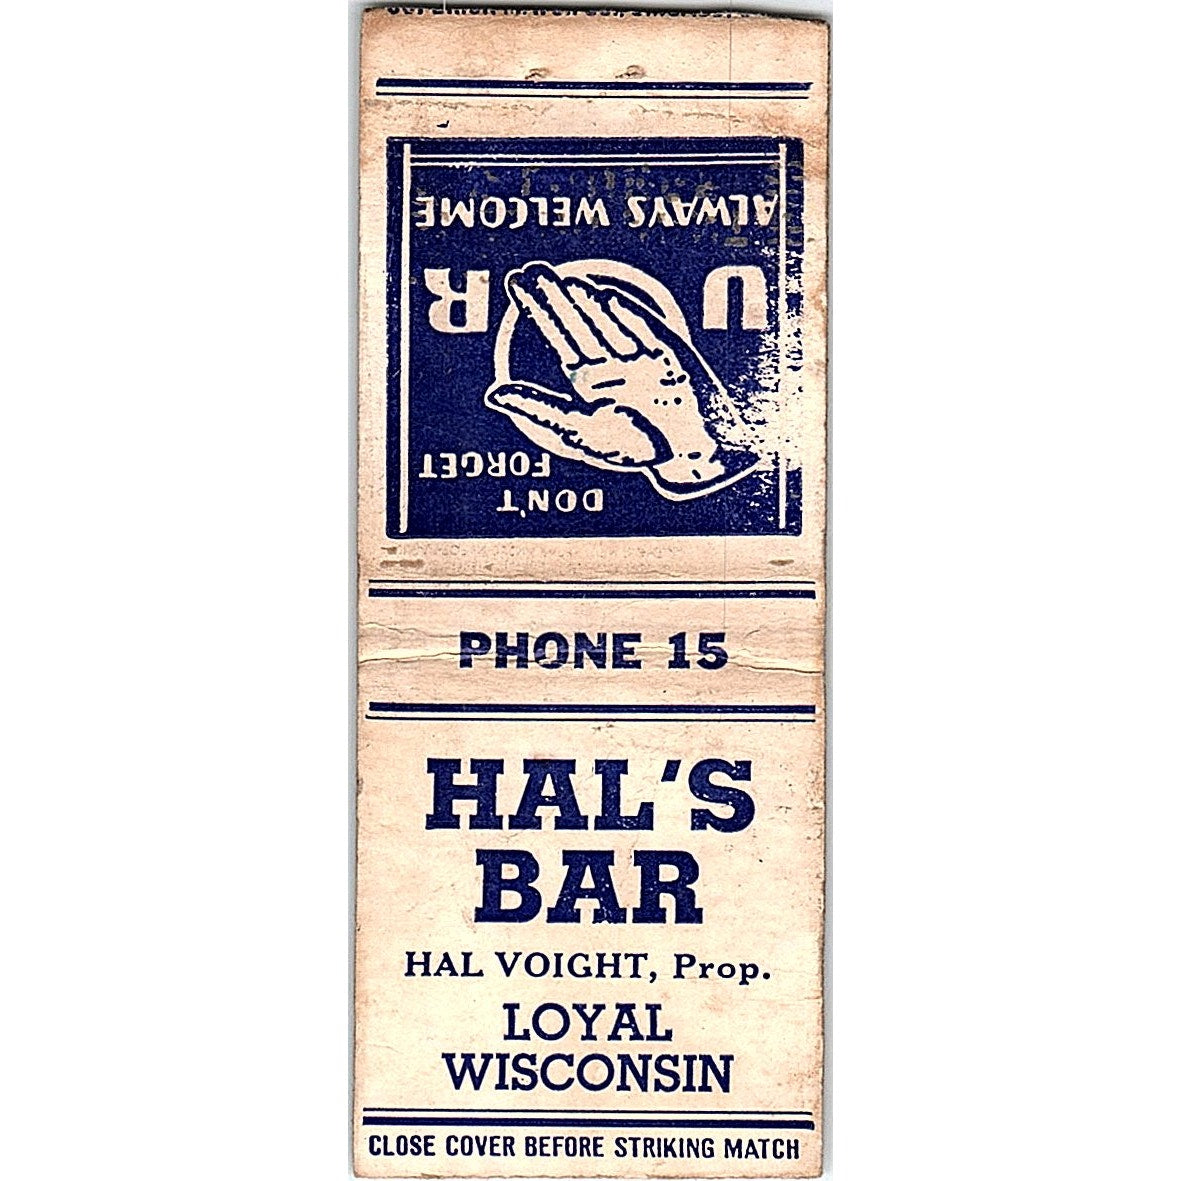 DON'T
FORGET
U R
ALWAYS WELCOME
PHONE 15
HAL'S
BAR
HAL VOIGHT, Prop.
LOYAL
WISCONSIN
CLOSE COVER BEFORE STRIKING MATCH